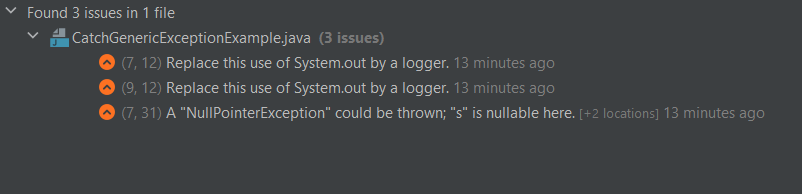 Found 3 issues in 1 file
CatchGenericExceptionExample.java (3 issues)
(7, 12) Replace this use of System.out by a logger. 13 minutes ago
(9, 12) Replace this use of System.out by a logger. 13 minutes ago
(7, 31) A "NullPointerException" could be thrown; "s" is nullable here. [+2 locations] 13 minutes ago